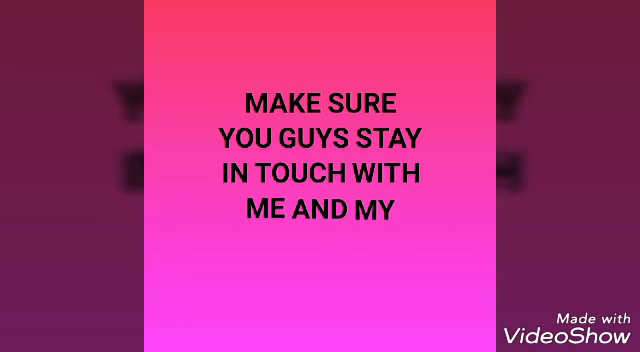 MAKE SURE
YOU GUYS STAY
IN TOUCH WITH
ME AND MY
Made with
VideoShow